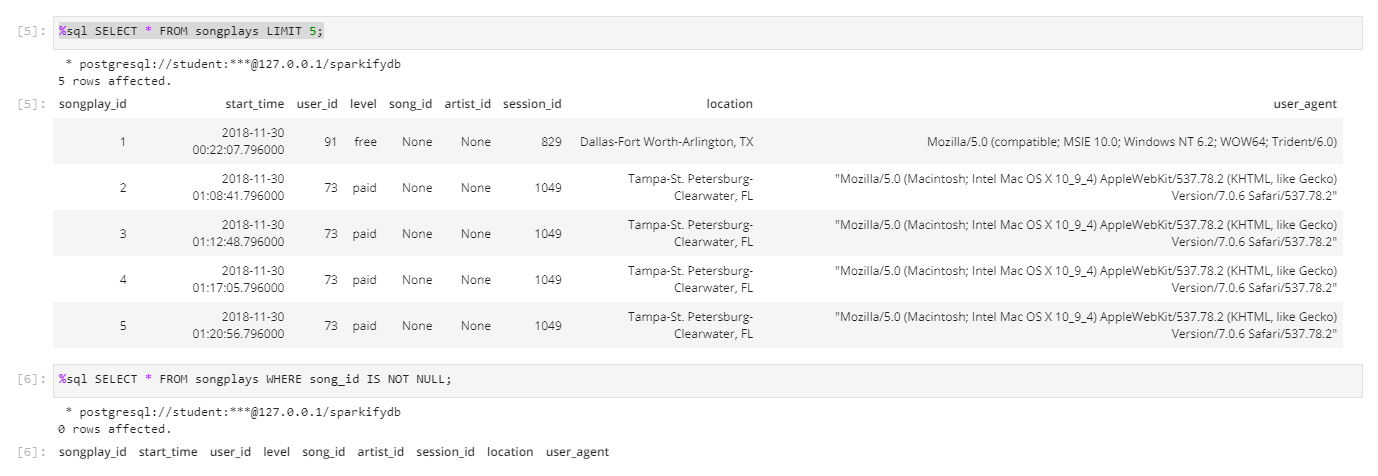 [5]: %sql SELECT * FROM songplays LIMIT 5;
* postgresql://student:***@127.0.0.1/sparkifydb
5 rows affected.
[5]: songplay_id start_time user_id level song_id artist_id session_id location user_agent
1 2018-11-30 00:22:07.796000 91 free None None 829 Dallas-Fort Worth-Arlington, TX Mozilla/5.0 (compatible; MSIE 10.0; Windows NT 6.2; WOW64; Trident/6.0)
2 2018-11-30 01:08:41.796000 73 paid None None 1049 Tampa-St. Petersburg-Clearwater, FL "Mozilla/5.0 (Macintosh; Intel Mac OS X 10_9_4) AppleWebKit/537.78.2 (KHTML, like Gecko) Version/7.0.6 Safari/537.78.2"
3 2018-11-30 01:12:48.796000 73 paid None None 1049 Tampa-St. Petersburg-Clearwater, FL "Mozilla/5.0 (Macintosh; Intel Mac OS X 10_9_4) AppleWebKit/537.78.2 (KHTML, like Gecko) Version/7.0.6 Safari/537.78.2"
4 2018-11-30 01:17:05.796000 73 paid None None 1049 Tampa-St. Petersburg-Clearwater, FL "Mozilla/5.0 (Macintosh; Intel Mac OS X 10_9_4) AppleWebKit/537.78.2 (KHTML, like Gecko) Version/7.0.6 Safari/537.78.2"
5 2018-11-30 01:20:56.796000 73 paid None None 1049 Tampa-St. Petersburg-Clearwater, FL "Mozilla/5.0 (Macintosh; Intel Mac OS X 10_9_4) AppleWebKit/537.78.2 (KHTML, like Gecko) Version/7.0.6 Safari/537.78.2"
[6]: %sql SELECT * FROM songplays WHERE song_id IS NOT NULL;
* postgresql://student:***@127.0.0.1/sparkifydb
0 rows affected.
[6]: songplay_id start_time user_id level song_id artist_id session_id location user_agent